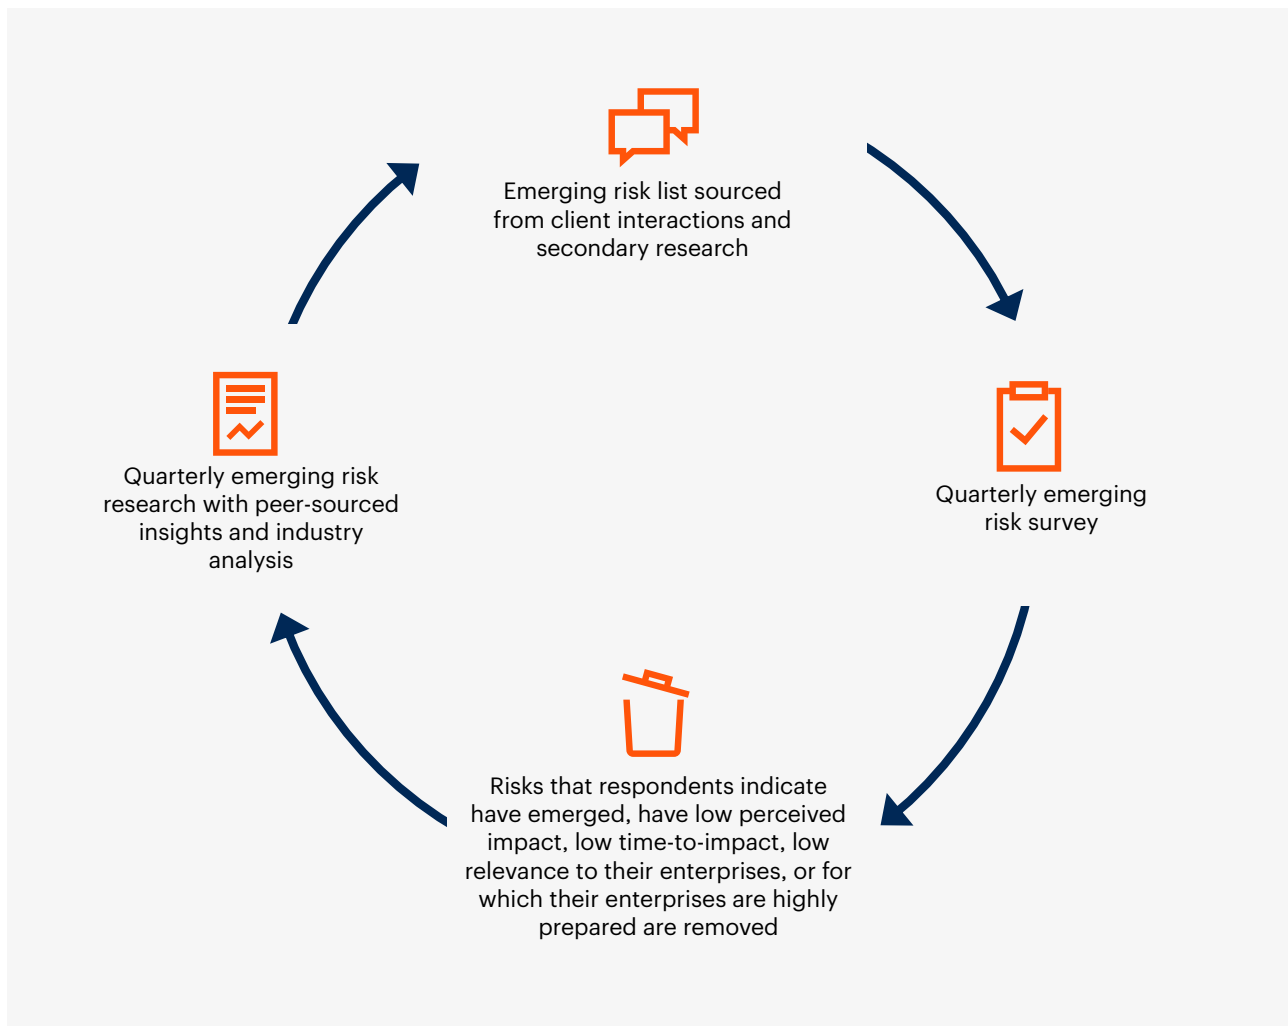 Emerging risk list sourced
from client interactions and
secondary research
Quarterly emerging risk
research with peer-sourced
insights and industry
analysis
Quarterly emerging
risk survey
Risks that respondents indicate
have emerged, have low perceived
impact, low time-to-impact, low
relevance to their enterprises, or for
which their enterprises are highly
prepared are removed